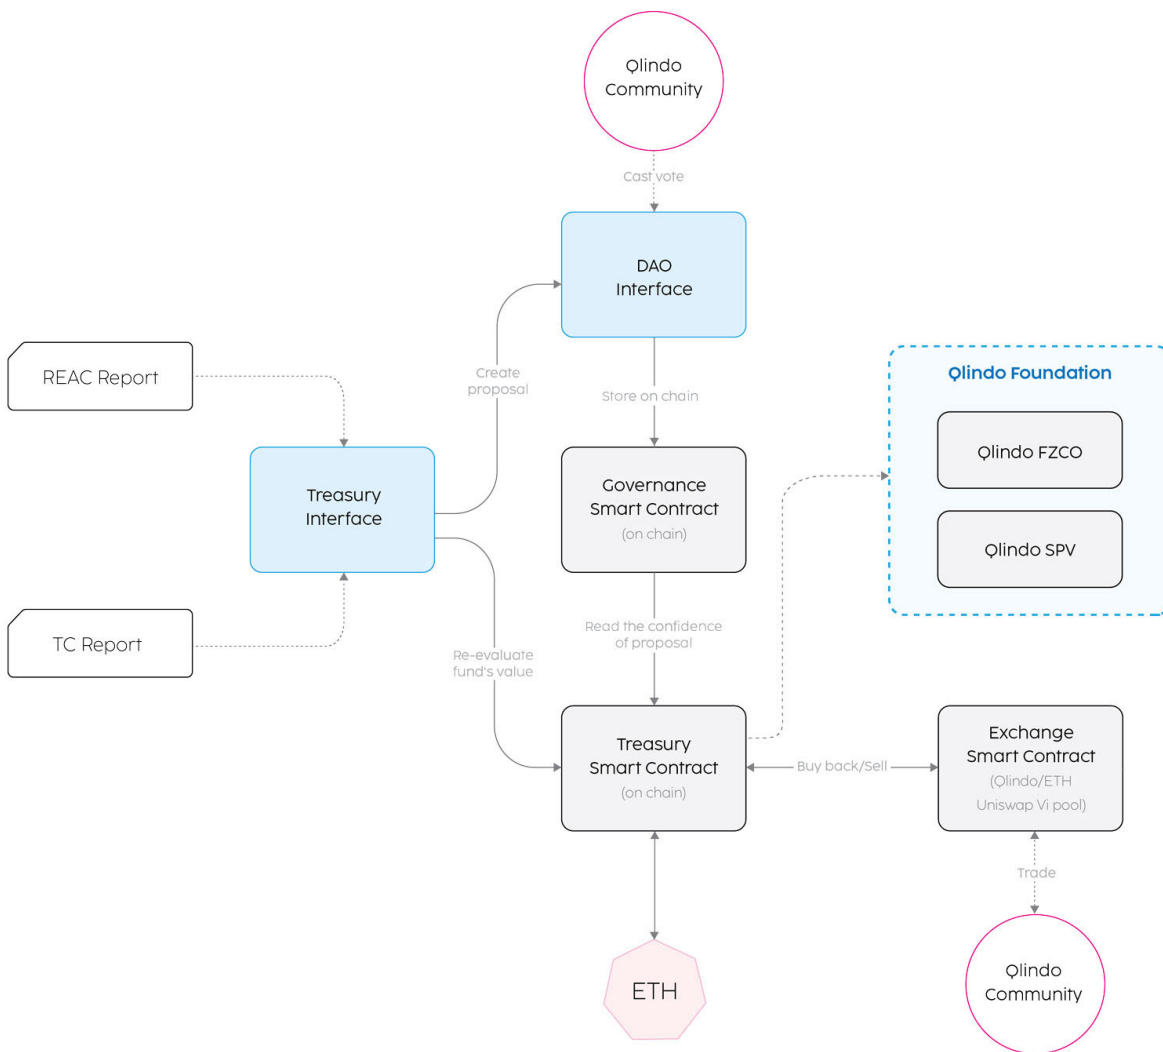 Qlindo
Community
Cast vote
DAO
Interface
REAC Report
Create
proposal
Store on chain
Qlindo Foundation
Qlindo FZCO
Treasury
Interface
Governance
Smart Contract
(on chain)
Qlindo SPV
TC Report
Re-evaluate
fund's value
Read the confidence
of proposal
Treasury
Smart Contract
(on chain)
Buy back/Sell
Exchange
Smart Contract
(Qlindo/ETH
Uniswap Vi pool)
Trade
ETH
Qlindo
Community